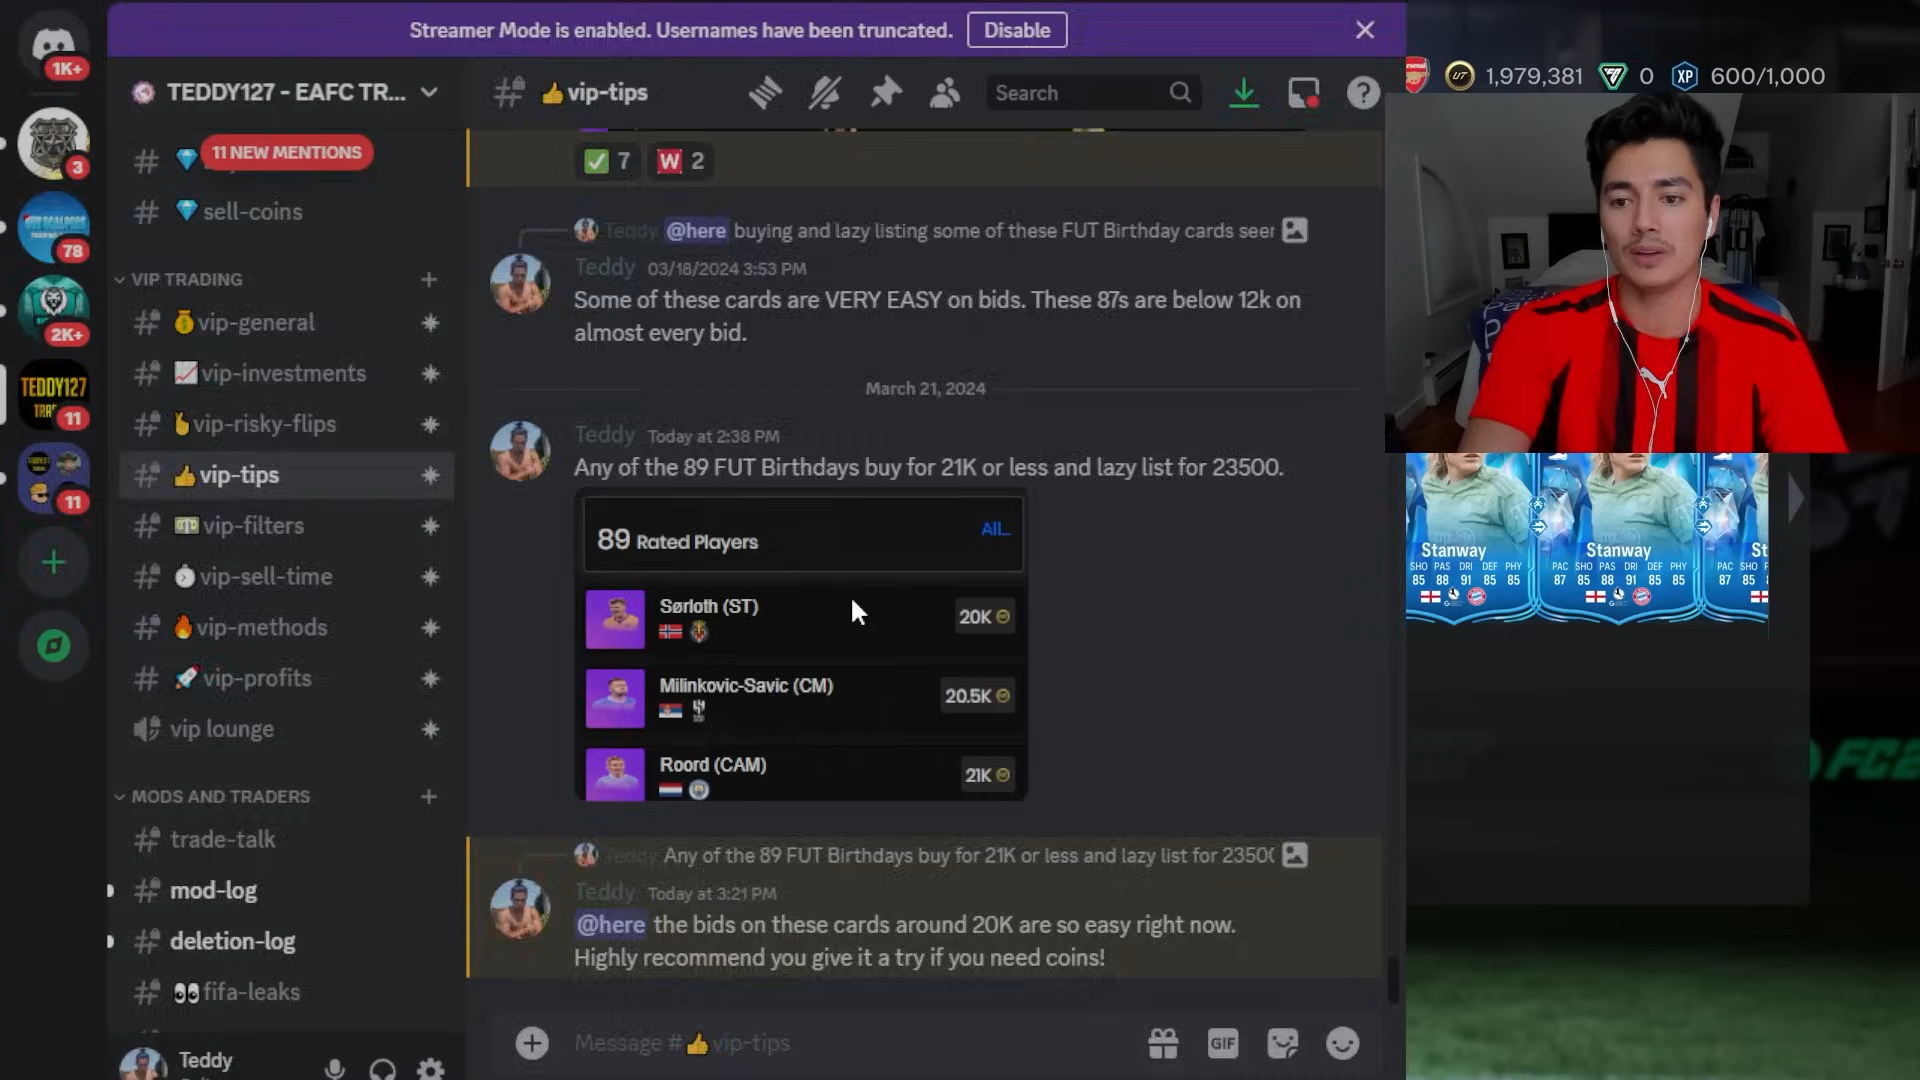 Streamer Mode is enabled. Usernames have been truncated.
Disable
1K+
3
78
2K+
TEDDY127
11
11
TEDDY127 - EAFC TR...
11 NEW MENTIONS
sell-coins
VIP TRADING
vip-general
vip-investments
vip-risky-flips
vip-tips
vip-filters
vip-sell-time
vip-methods
vip-profits
vip lounge
MODS AND TRADERS
trade-talk
mod-log
deletion-log
fifa-leaks
Teddy
vip-tips
Search
7
W 2
Teddy @here buying and lazy listing some of these FUT Birthday cards seer
Teddy 03/18/2024 3:53 PM
Some of these cards are VERY EASY on bids. These 87s are below 12k on
almost every bid.
March 21, 2024
Teddy Today at 2:38 PM
Any of the 89 FUT Birthdays buy for 21K or less and lazy list for 23500.
89 Rated Players
All...
Sørloth (ST)
20K
Milinkovic-Savic (CM)
20.5K
Roord (CAM)
21K
Teddy Any of the 89 FUT Birthdays buy for 21K or less and lazy list for 2350(
Teddy Today at 3:21 PM
@here the bids on these cards around 20K are so easy right now.
Highly recommend you give it a try if you need coins!
Message # vip-tips
GIF
Arsenal
UT 1,979,381 0 XP 600/1,000
Stanway
SHO PAS DRI DEF PHY
85 88 91 85 85
Stanway
PAC SHO PAS DRI DEF PHY
87 85 88 91 85 85
St
PAC SHO
87 85
FC2